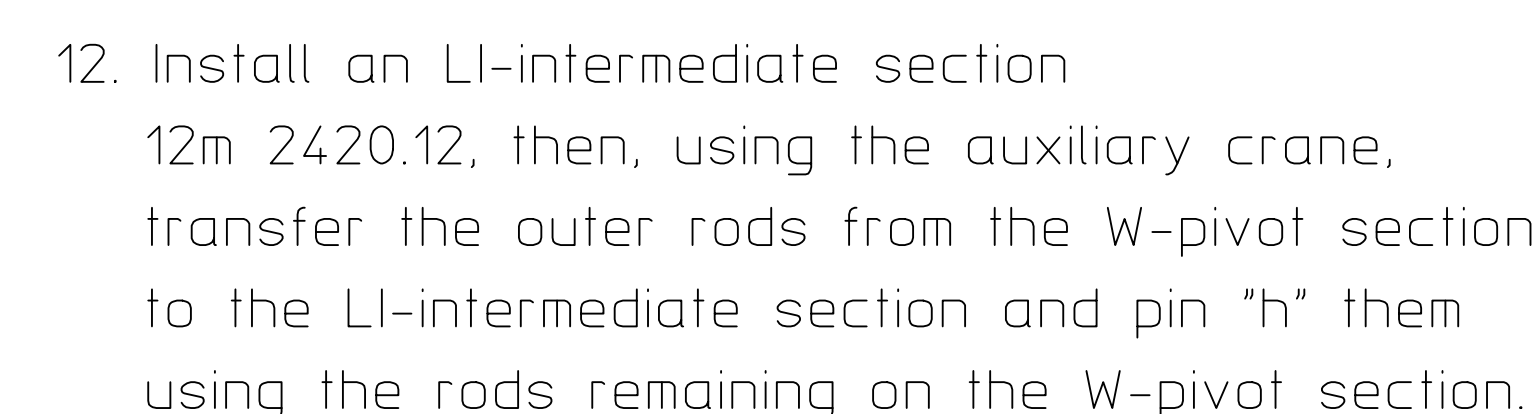 12. Install an LI-intermediate section
12m 2420.12, then, using the auxiliary crane,
transfer the outer rods from the W-pivot section
to the LI-intermediate section and pin "h" them
using the rods remaining on the W-pivot section.